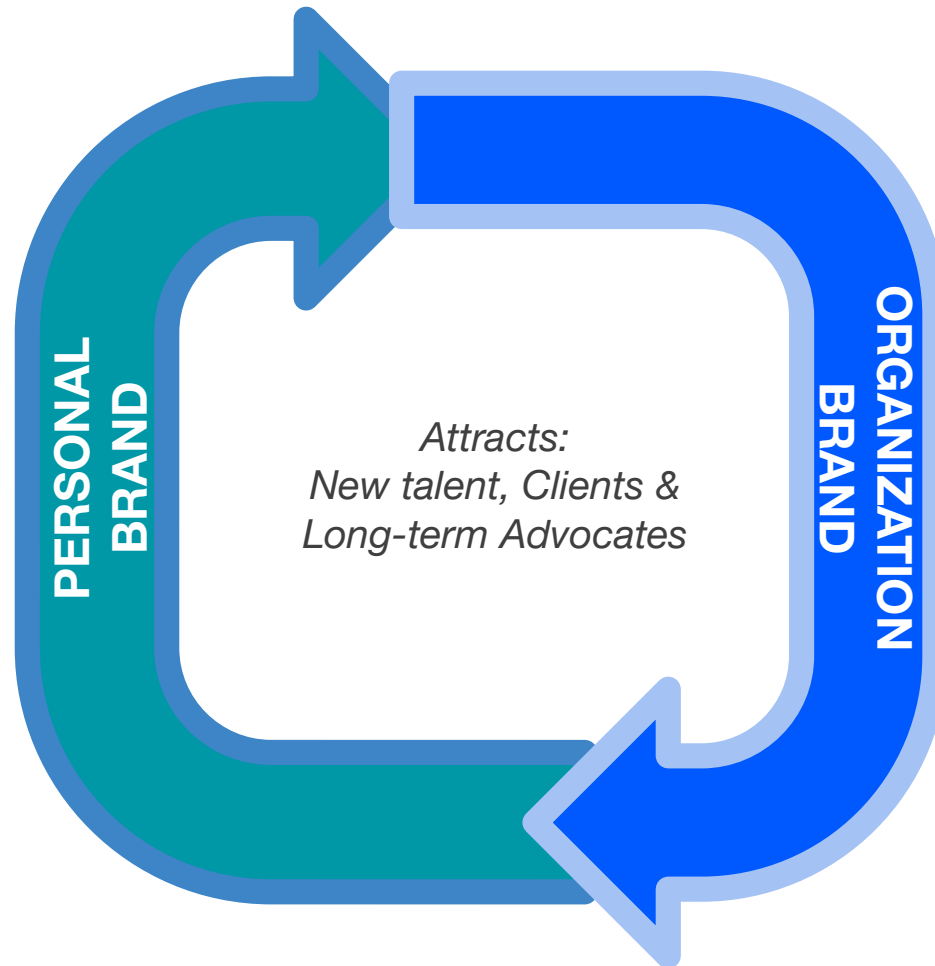 PERSONAL
BRAND
Attracts:
New talent, Clients &
Long-term Advocates
ORGANIZATION
BRAND